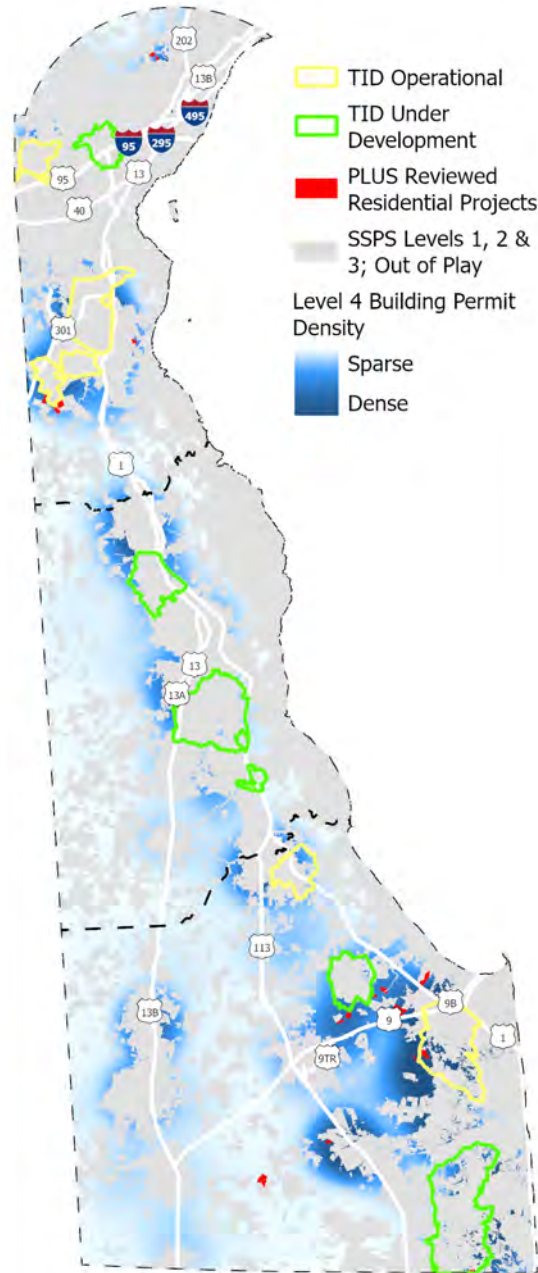 202
13B
495
95
295
13
95
40
301
1
13
13A
113
13B
9B
9
1
9TR
TID Operational
TID Under
Development
PLUS Reviewed
Residential Projects
SSPS Levels 1, 2 &
3; Out of Play
Level 4 Building Permit
Density
Sparse
Dense